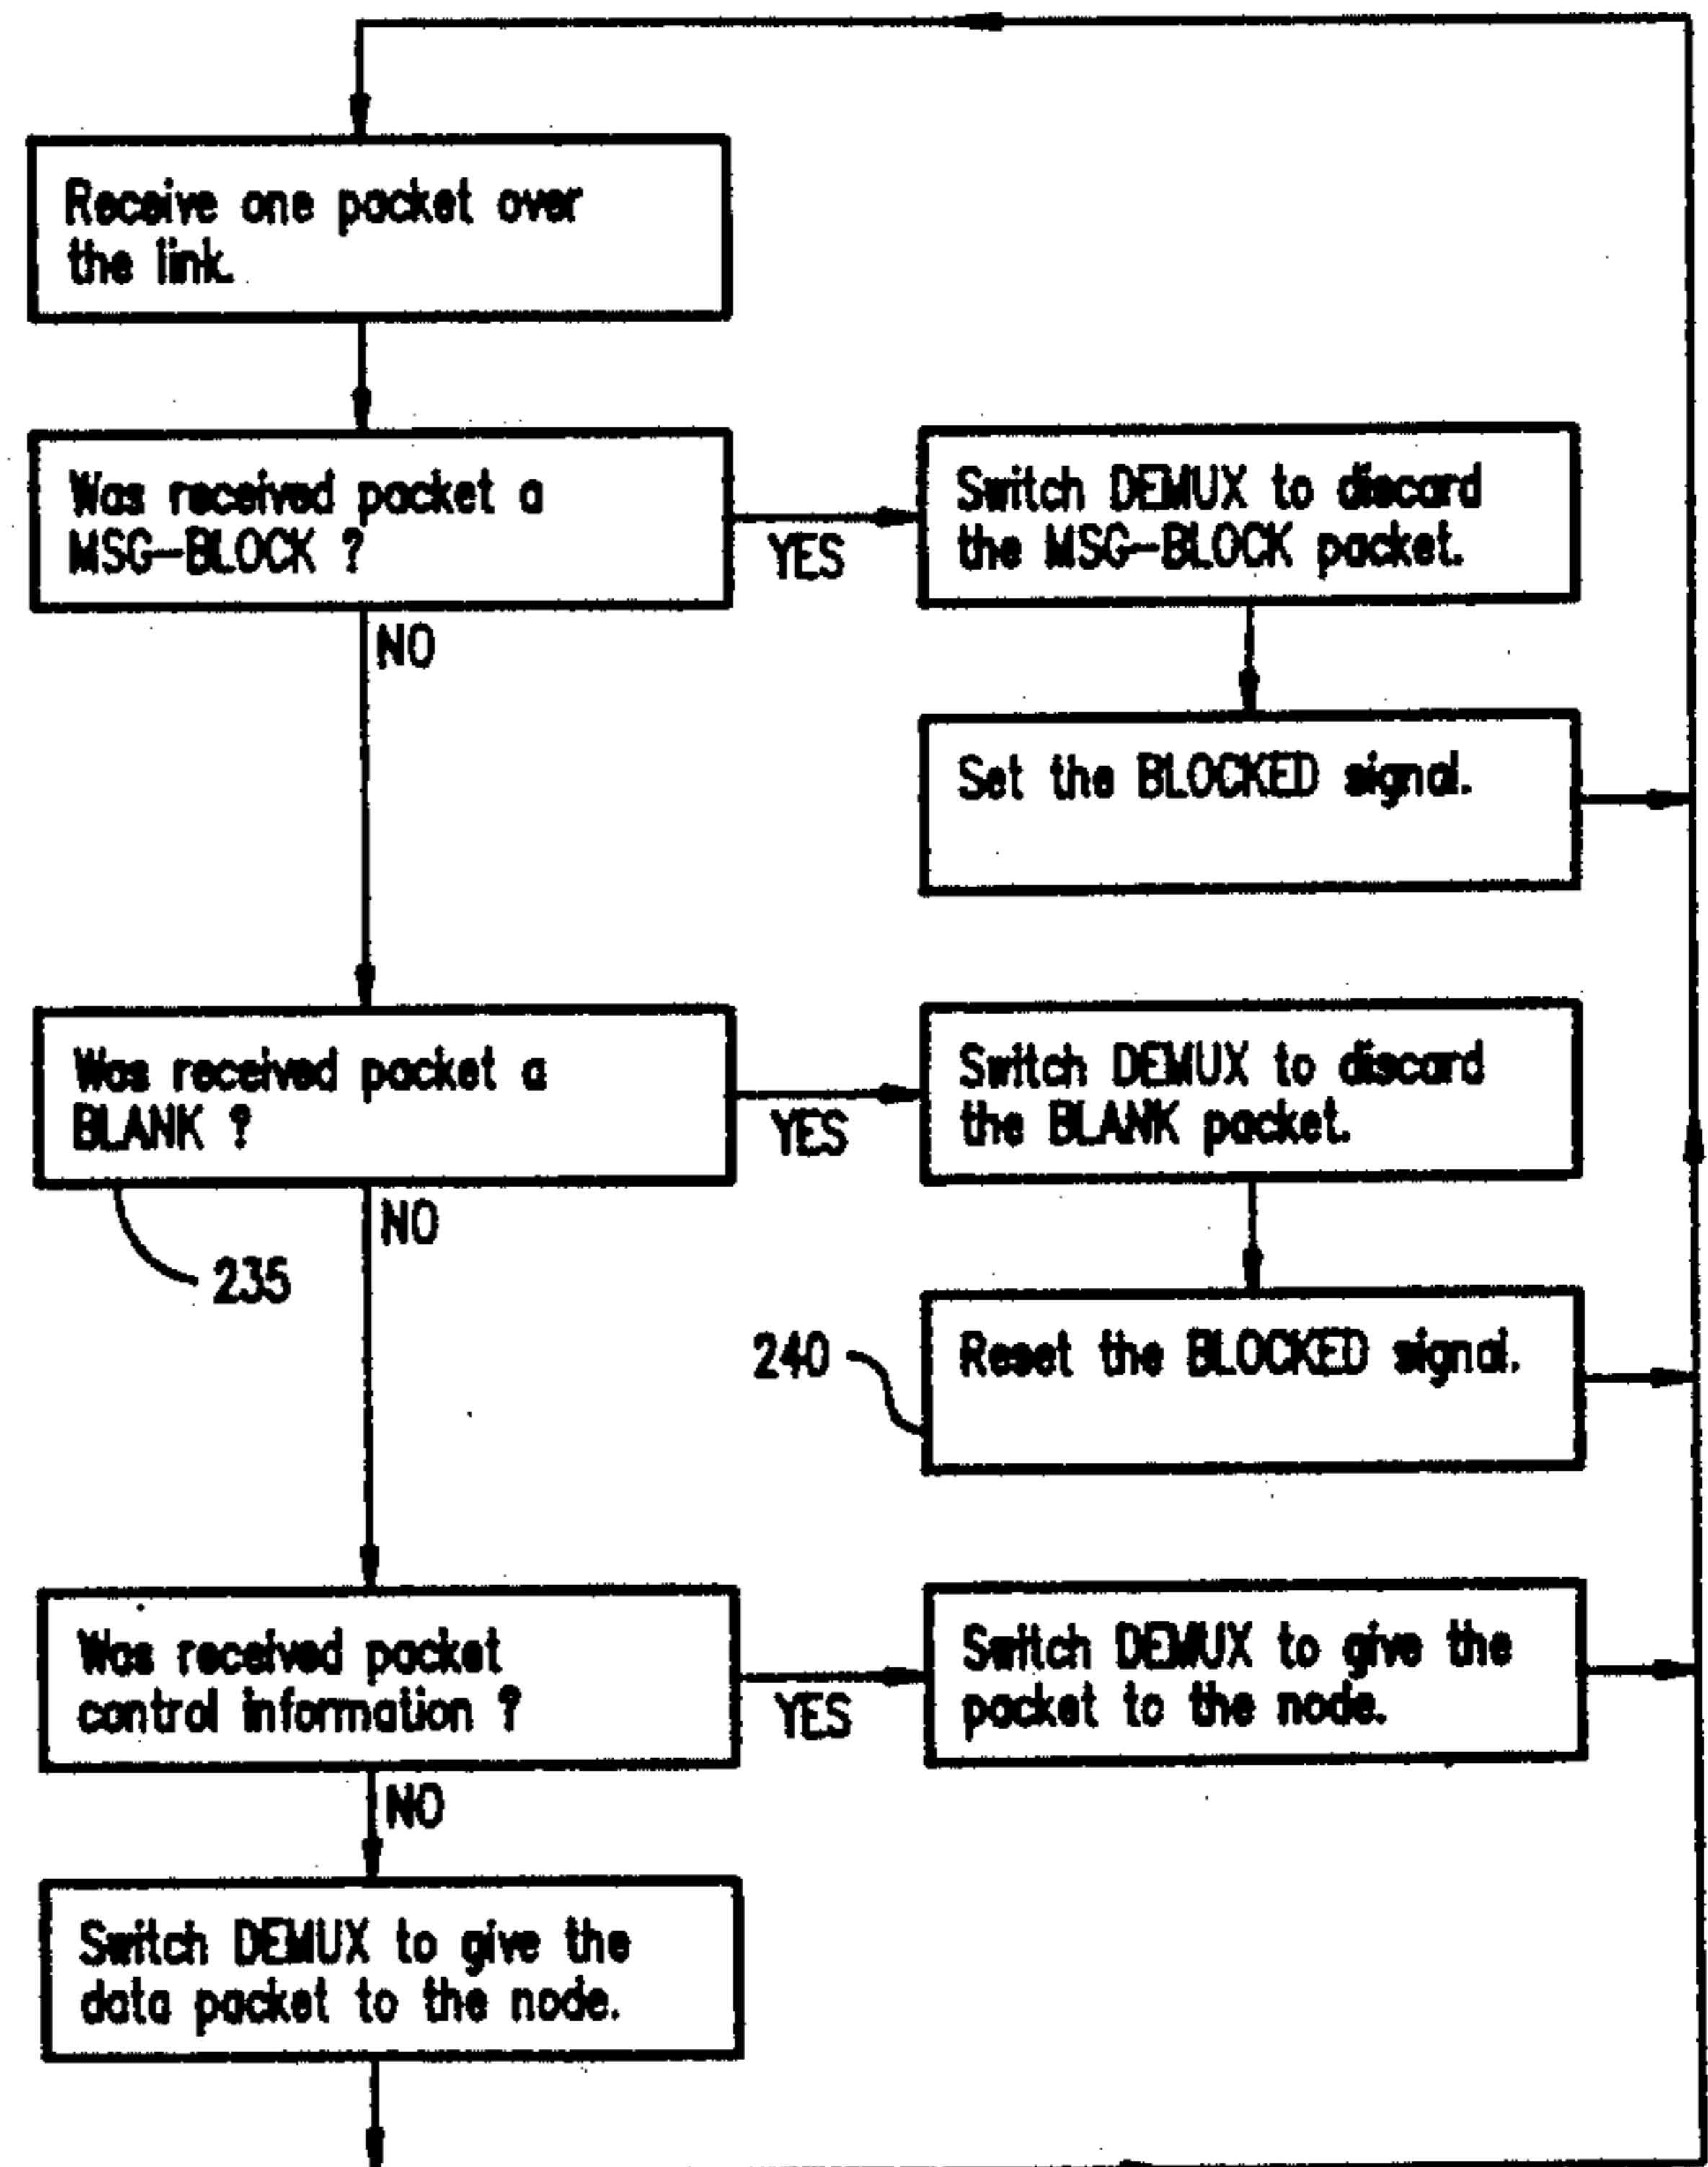 Receive one packet over
the link.
Was received packet a
MSG-BLOCK ?
YES
Switch DEMUX to discard
the MSG-BLOCK packet.
NO
Set the BLOCKED signal.
Was received packet a
BLANK ?
YES
Switch DEMUX to discard
the BLANK packet.
NO
235
240
Reset the BLOCKED signal.
Was received packet
control information ?
YES
Switch DEMUX to give the
packet to the node.
NO
Switch DEMUX to give the
data packet to the node.